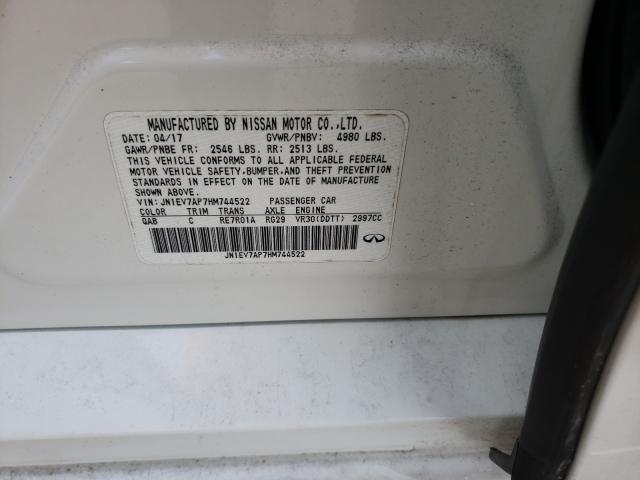 MANUFACTURED BY NISSAN MOTOR CO.,LTD.
DATE: 04/17 GVWR/PNBV: 4980 LBS.
GAWR/PNBE FR: 2546 LBS. RR: 2513 LBS.
THIS VEHICLE CONFORMS TO ALL APPLICABLE FEDERAL
MOTOR VEHICLE SAFETY,BUMPER,AND THEFT PREVENTION
STANDARDS IN EFFECT ON THE DATE OF MANUFACTURE
SHOWN ABOVE.
VIN: JN1EV7AP7HM744522 PASSENGER CAR
COLOR TRIM TRANS AXLE ENGINE
QAB C RE7R01A RG29 VR30(DDTT) 2997CC
JN1EV7AP7HM744522